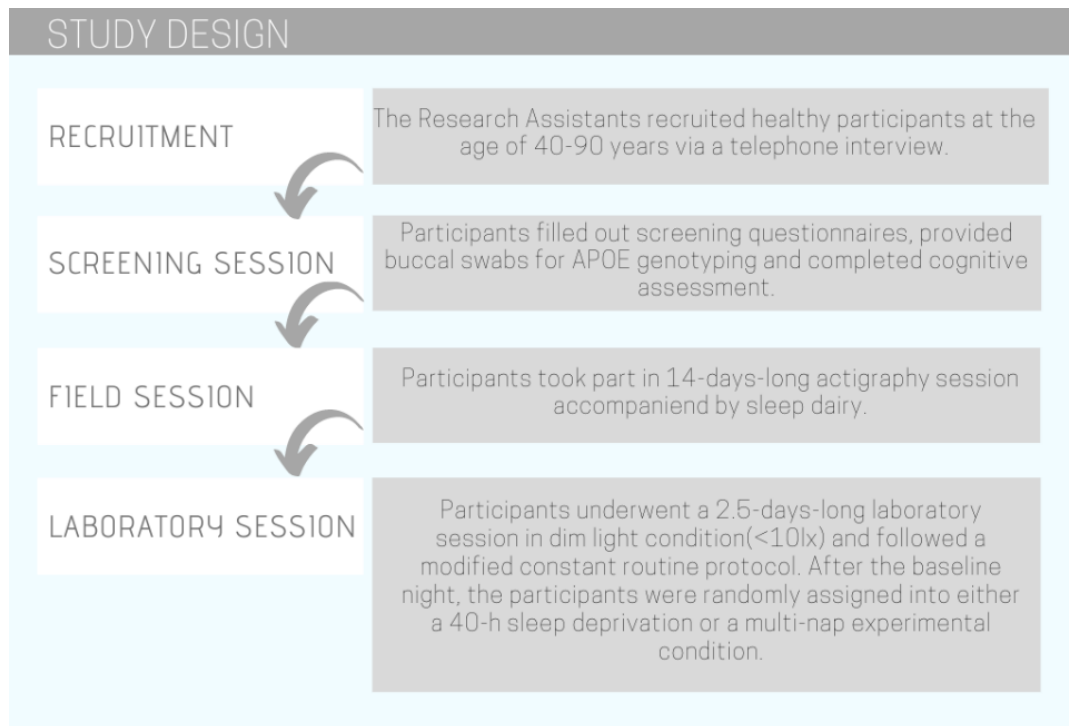 STUDY DESIGN
RECRUITMENT
The Research Assistants recruited healthy participants at the
age of 40-90 years via a telephone interview.
SCREENING SESSION
Participants filled out screening questionnaires, provided
buccal swabs for APOE genotyping and completed cognitive
assessment.
FIELD SESSION
Participants took part in 14-days-long actigraphy session
accompaniend by sleep dairy.
LABORATORY SESSION
Participants underwent a 2.5-days-long laboratory
session in dim light condition(<10lx) and followed a
modified constant routine protocol. After the baseline
night, the participants were randomly assigned into either
a 40-h sleep deprivation or a multi-nap experimental
condition.